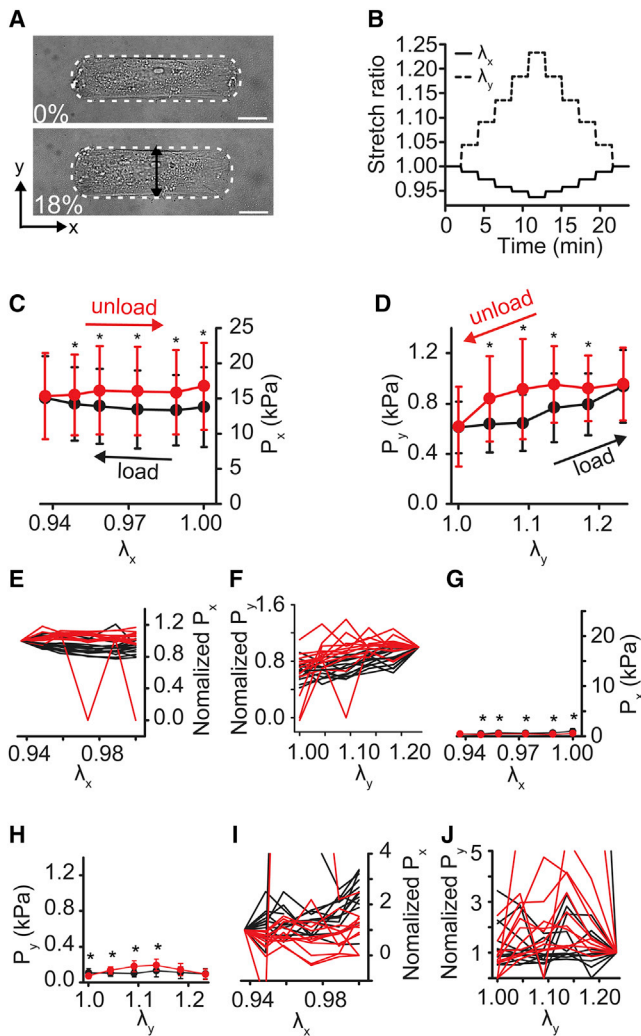 A
0%
18%
y
x
B
Stretch ratio
1.25
1.20
1.15
1.10
1.05
1.00
0.95
λx
λy
0 5 10 15 20
Time (min)
C
unload
load
25
20
15
10
5
0
Px (kPa)
0.94 0.97 1.00
λx
D
unload
load
Py (kPa)
1.2
0.8
0.4
0.0
1.0 1.1 1.2
λy
E
1.2
0.8
0.4
0.0
Nomalized Px
0.94 0.98
λx
F
Nomalized Py
1.6
0.8
0.0
1.00 1.10 1.20
λy
G
20
10
0
Px (kPa)
0.94 0.97 1.00
λx
* * * * *
H
Py (kPa)
1.2
0.8
0.4
0.0
* * * *
1.0 1.1 1.2
λy
I
4
2
0
Nomalized Px
0.94 0.98
λx
J
Nomalized Py
5
4
3
2
1
0
1.00 1.10 1.20
λy